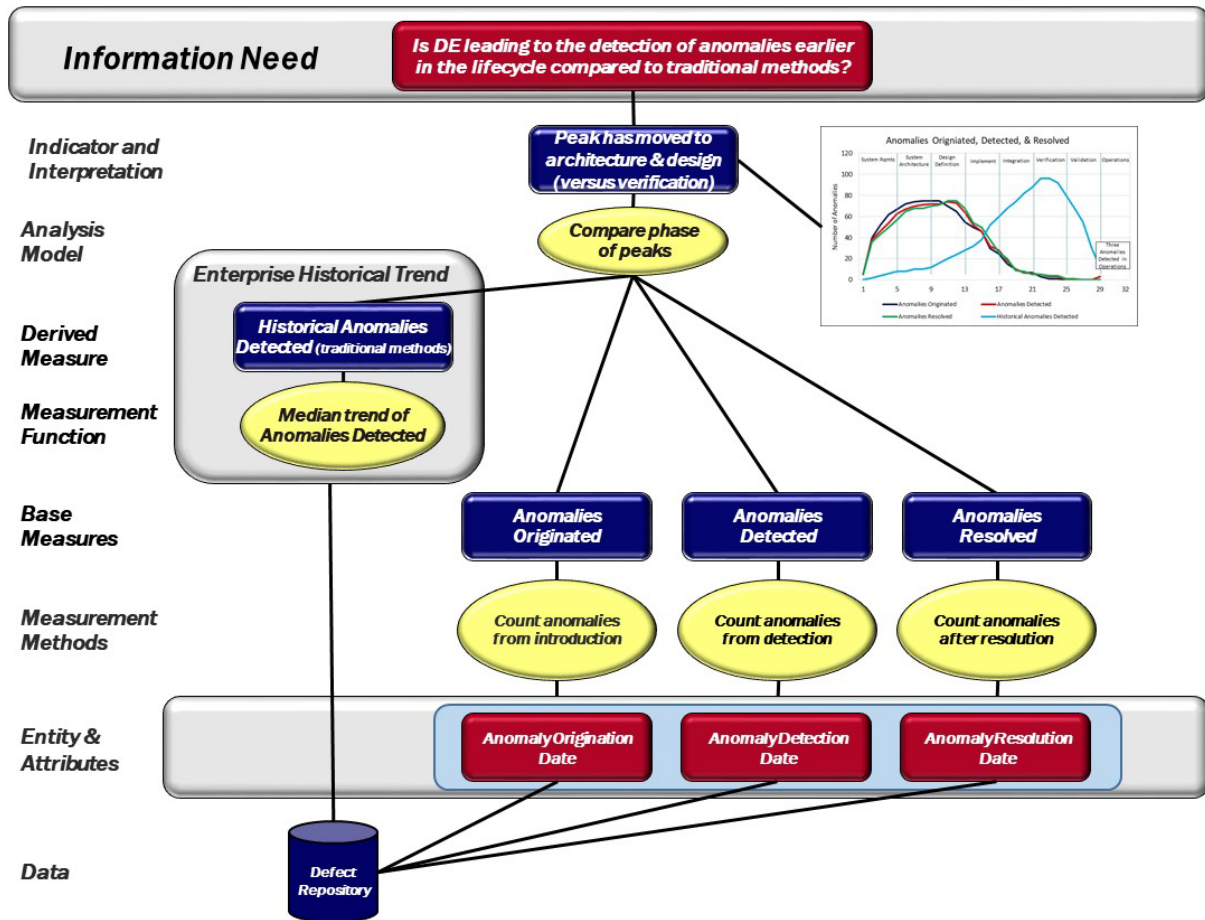 Information Need
Is DE leading to the detection of anomalies earlier
in the lifecycle compared to traditional methods?
Indicator and
Interpretation
Peak has moved to
architecture & design
(versus verification)
Anomalies Origniated, Detected, & Resolved
System Rqmts
System
Architecture
Design
Definition
Implement
Integration
Verification
Validation
Operations
Number of Anomalies
120
100
80
60
40
20
0
1
5
9
13
17
21
25
29
32
Three
Anomalies
Detected in
Operations
Anomalies Originated
Anomalies Detected
Anomalies Resolved
Historical Anomalies Detected
Analysis
Model
Compare phase
of peaks
Enterprise Historical Trend
Derived
Measure
Historical Anomalies
Detected (traditional methods)
Measurement
Function
Median trend of
Anomalies Detected
Base
Measures
Anomalies
Originated
Anomalies
Detected
Anomalies
Resolved
Measurement
Methods
Count anomalies
from introduction
Count anomalies
from detection
Count anomalies
after resolution
Entity &
Attributes
Anomaly Origination
Date
Anomaly Detection
Date
Anomaly Resolution
Date
Data
Defect
Repository